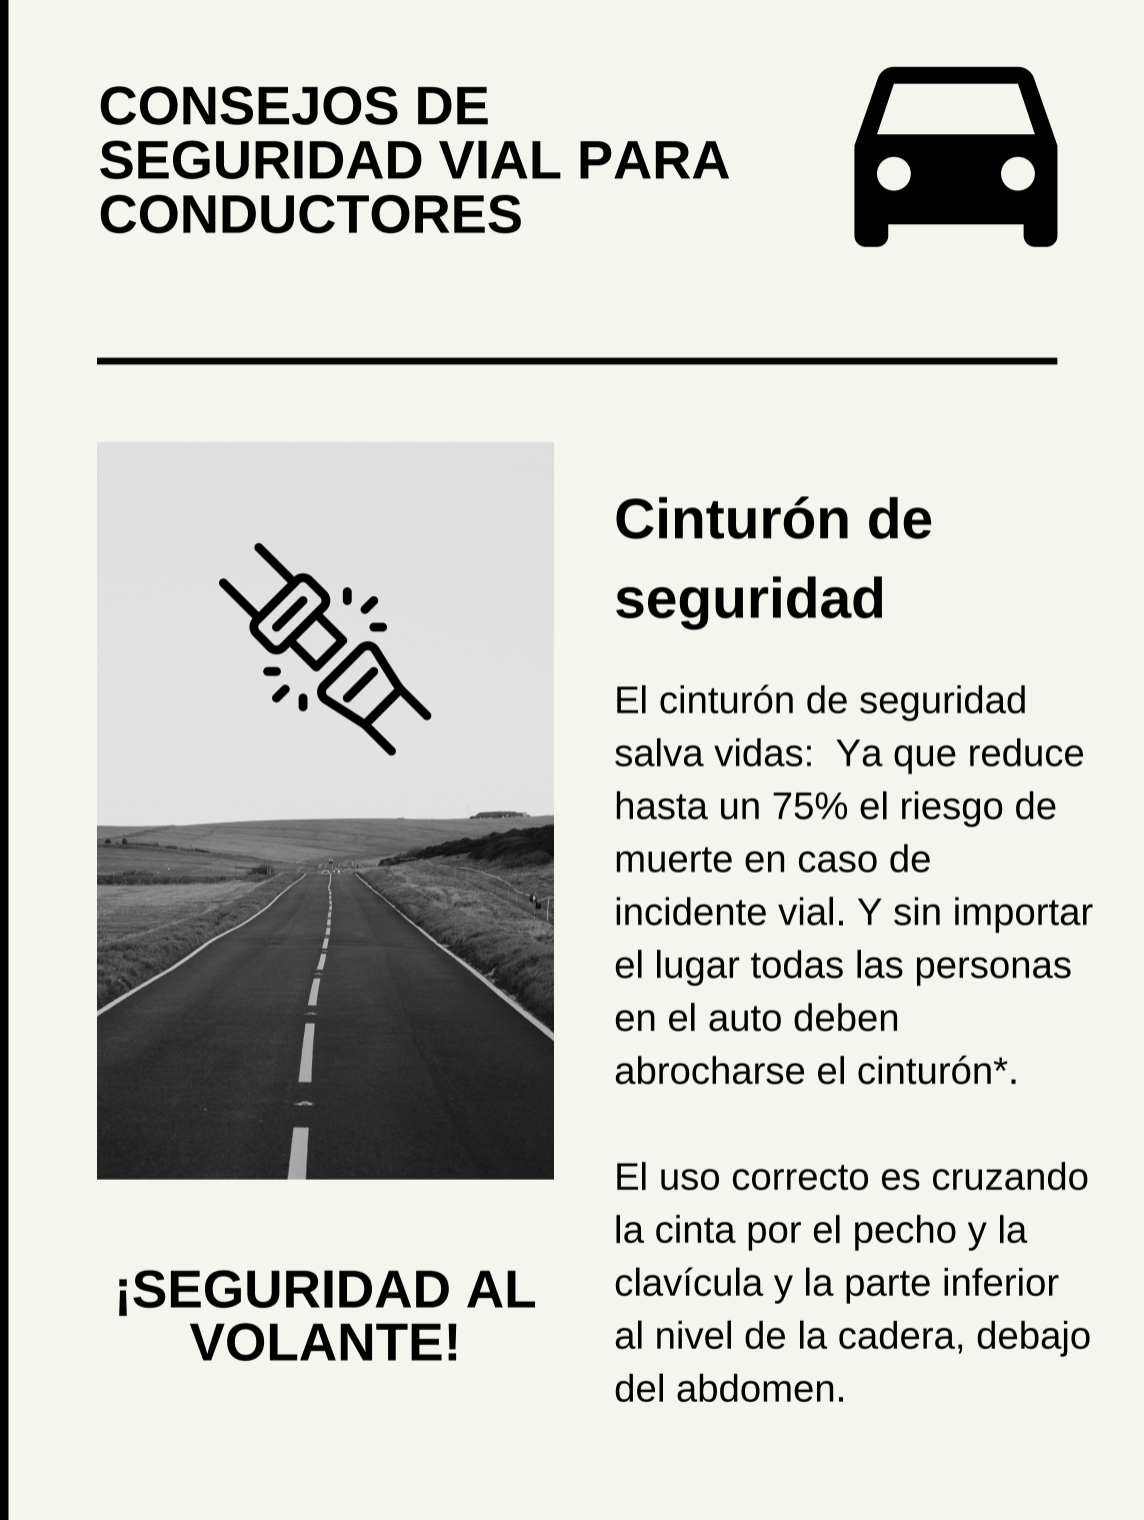 CONSEJOS DE
SEGURIDAD VIAL PARA
CONDUCTORES
Cinturón de
seguridad
El cinturón de seguridad
salva vidas:  Ya que reduce
hasta un 75% el riesgo de
muerte en caso de
incidente vial. Y sin importar
el lugar todas las personas
en el auto deben
abrocharse el cinturón*.
El uso correcto es cruzando
la cinta por el pecho y la
clavícula y la parte inferior
al nivel de la cadera, debajo
del abdomen.
¡SEGURIDAD AL
VOLANTE!